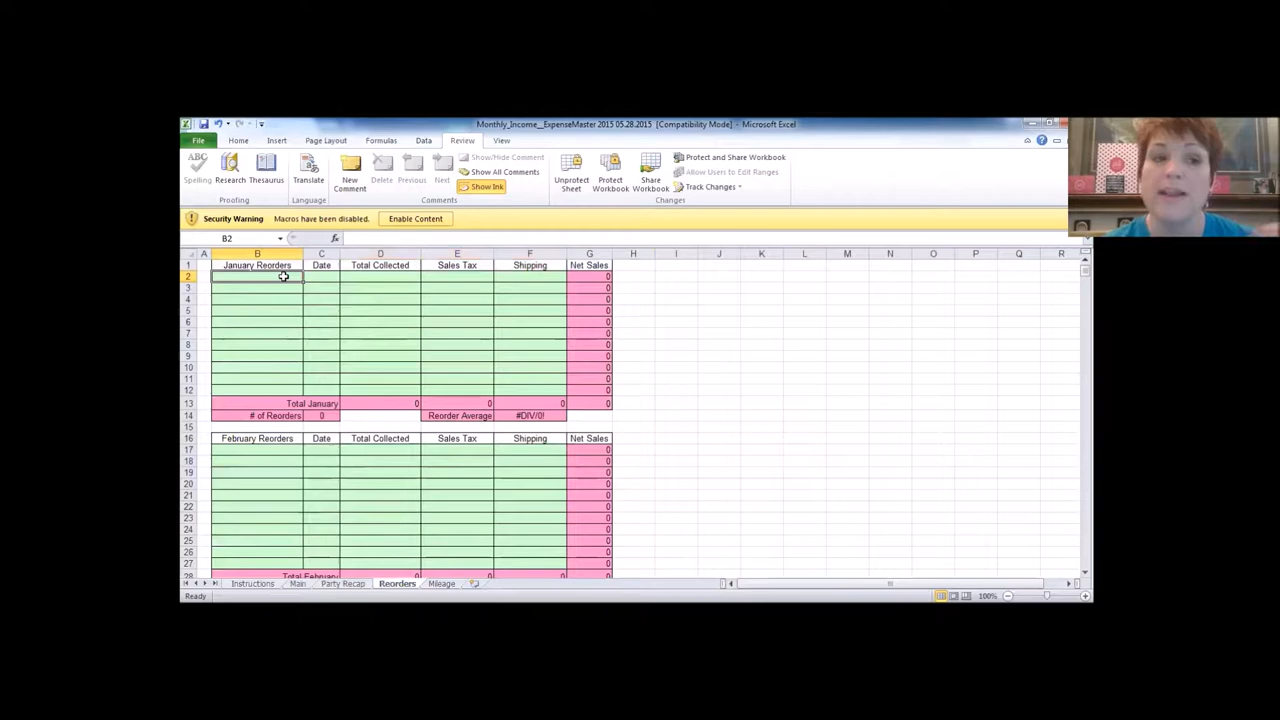 Monthly_Income__ExpenseMaster 2015 05.28.2015 [Compatibility Mode] - Microsoft Excel
File Home Insert Page Layout Formulas Data Review View
ABC
Spelling Research Thesaurus Translate New Comment Delete Previous Next Show/Hide Comment Show All Comments Show Ink Unprotect Sheet Protect Workbook Share Workbook Protect and Share Workbook Allow Users to Edit Ranges Track Changes
Proofing Language Comments Changes
Security Warning Macros have been disabled. Enable Content
B2 fx
A B C D E F G H I J K L M N O P Q R
1 January Reorders Date Total Collected Sales Tax Shipping Net Sales
2 0
3 0
4 0
5 0
6 0
7 0
8 0
9 0
10 0
11 0
12 0
13 Total January 0 0 0 0
14 # of Reorders 0 Reorder Average #DIV/0!
15
16 February Reorders Date Total Collected Sales Tax Shipping Net Sales
17 0
18 0
19 0
20 0
21 0
22 0
23 0
24 0
25 0
26 0
27 0
28 Total February 0 0 0 0
Instructions Main Party Recap Reorders Mileage
Ready 100%